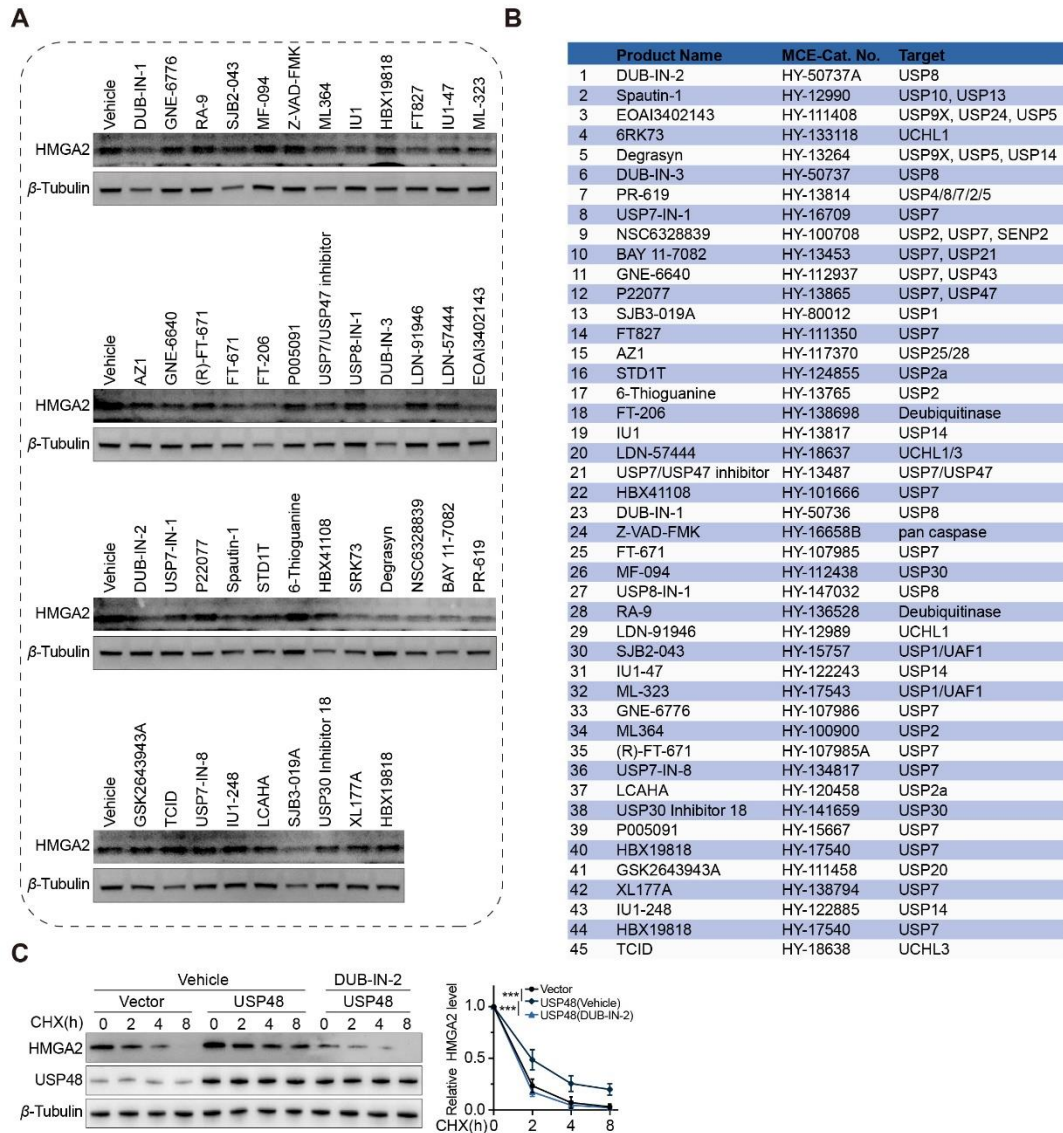 A
Vehicle DUB-IN-1 GNE-6776 RA-9 SJB2-043 MF-094 Z-VAD-FMK ML364 IU1 HBX19818 FT827 IU1-47 ML-323
HMGA2
β-Tubulin
Vehicle AZ1 GNE-6640 (R)-FT-671 FT-671 FT-206 P005091 USP7/USP47 inhibitor USP8-IN-1 DUB-IN-3 LDN-91946 LDN-57444 EOAI3402143
HMGA2
β-Tubulin
Vehicle DUB-IN-2 USP7-IN-1 P22077 Spautin-1 STD1T 6-Thioguanine HBX41108 SRK73 Degrasyn NSC6328839 BAY 11-7082 PR-619
HMGA2
β-Tubulin
Vehicle GSK2643943A TCID USP7-IN-8 IU1-248 LCAHA SJB3-019A USP30 Inhibitor 18 XL177A HBX19818
HMGA2
β-Tubulin
B
Product Name MCE-Cat. No. Target
1 DUB-IN-2 HY-50737A USP8
2 Spautin-1 HY-12990 USP10, USP13
3 EOAI3402143 HY-111408 USP9X, USP24, USP5
4 6RK73 HY-133118 UCHL1
5 Degrasyn HY-13264 USP9X, USP5, USP14
6 DUB-IN-3 HY-50737 USP8
7 PR-619 HY-13814 USP4/8/7/2/5
8 USP7-IN-1 HY-16709 USP7
9 NSC6328839 HY-100708 USP2, USP7, SENP2
10 BAY 11-7082 HY-13453 USP7, USP21
11 GNE-6640 HY-112937 USP7, USP43
12 P22077 HY-13865 USP7, USP47
13 SJB3-019A HY-80012 USP1
14 FT827 HY-111350 USP7
15 AZ1 HY-117370 USP25/28
16 STD1T HY-124855 USP2a
17 6-Thioguanine HY-13765 USP2
18 FT-206 HY-138698 Deubiquitinase
19 IU1 HY-13817 USP14
20 LDN-57444 HY-18637 UCHL1/3
21 USP7/USP47 inhibitor HY-13487 USP7/USP47
22 HBX41108 HY-101666 USP7
23 DUB-IN-1 HY-50736 USP8
24 Z-VAD-FMK HY-16658B pan caspase
25 FT-671 HY-107985 USP7
26 MF-094 HY-112438 USP30
27 USP8-IN-1 HY-147032 USP8
28 RA-9 HY-136528 Deubiquitinase
29 LDN-91946 HY-12989 UCHL1
30 SJB2-043 HY-15757 USP1/UAF1
31 IU1-47 HY-122243 USP14
32 ML-323 HY-17543 USP1/UAF1
33 GNE-6776 HY-107986 USP7
34 ML364 HY-100900 USP2
35 (R)-FT-671 HY-107985A USP7
36 USP7-IN-8 HY-134817 USP7
37 LCAHA HY-120458 USP2a
38 USP30 Inhibitor 18 HY-141659 USP30
39 P005091 HY-15667 USP7
40 HBX19818 HY-17540 USP7
41 GSK2643943A HY-111458 USP20
42 XL177A HY-138794 USP7
43 IU1-248 HY-122885 USP14
44 HBX19818 HY-17540 USP7
45 TCID HY-18638 UCHL3
C
Vehicle DUB-IN-2
Vector USP48 USP48
CHX(h) 0 2 4 8 0 2 4 8 0 2 4 8
HMGA2
USP48
β-Tubulin
Relative HMGA2 level
1.0
0.5
0.0
CHX(h) 0 2 4 8
***
***
Vector
USP48(Vehicle)
USP48(DUB-IN-2)